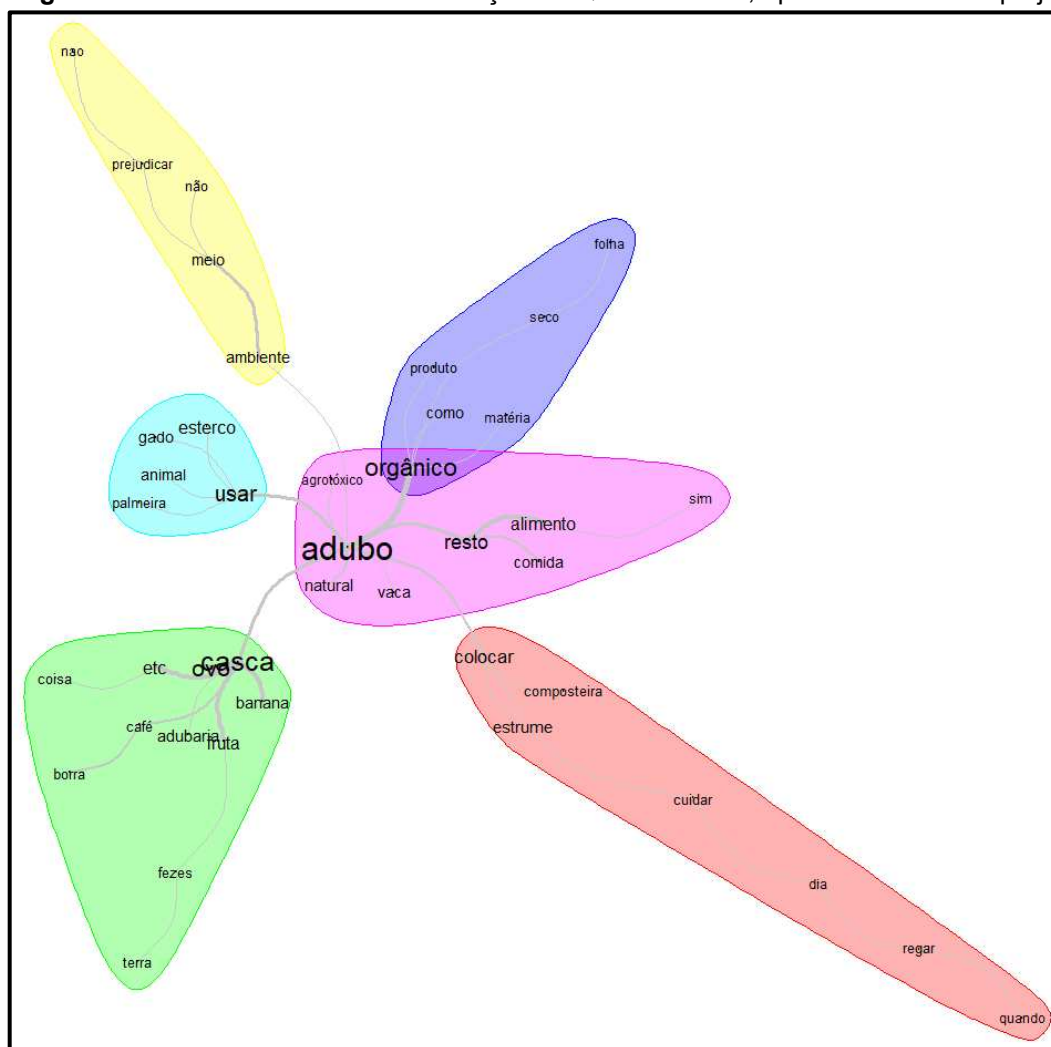 nao
prejudicar
não
meio
ambiente
folha
seco
produto
como
matéria
orgânico
esterco
gado
animal
palmeira
usar
agrotóxico
sim
alimento
resto
comida
adubo
natural
vaca
colocar
composteira
estrume
cuidar
dia
regar
quando
casca
ovo
etc
coisa
banana
café
adubaria
fruta
borra
fezes
terra